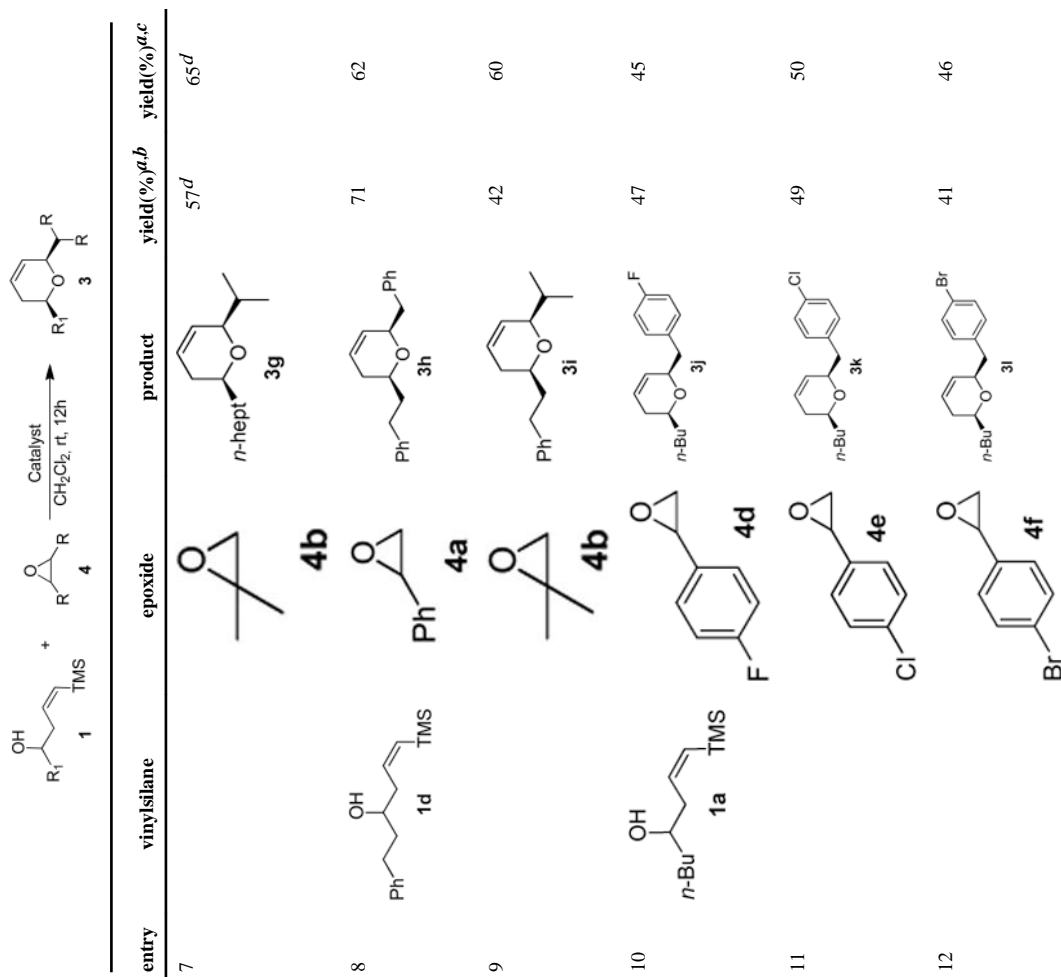 OH
R₁
TMS
1
+
O
R
R
4
Catalyst
CH₂Cl₂, rt, 12h
R₁
O
R
R
3
entry vinylsilane epoxide product yield(%)ᵃ,ᵇ yield(%)ᵃ,ᶜ
7
O
4b
n-hept
O
3g
57ᵈ 65ᵈ
8
OH
Ph
TMS
1d
O
Ph
4a
Ph
O
Ph
3h
71 62
9
O
4b
Ph
O
3i
42 60
10
OH
n-Bu
TMS
1a
O
F
4d
n-Bu
O
F
3j
47 45
11
O
Cl
4e
n-Bu
O
Cl
3k
49 50
12
O
Br
4f
n-Bu
O
Br
3l
41 46